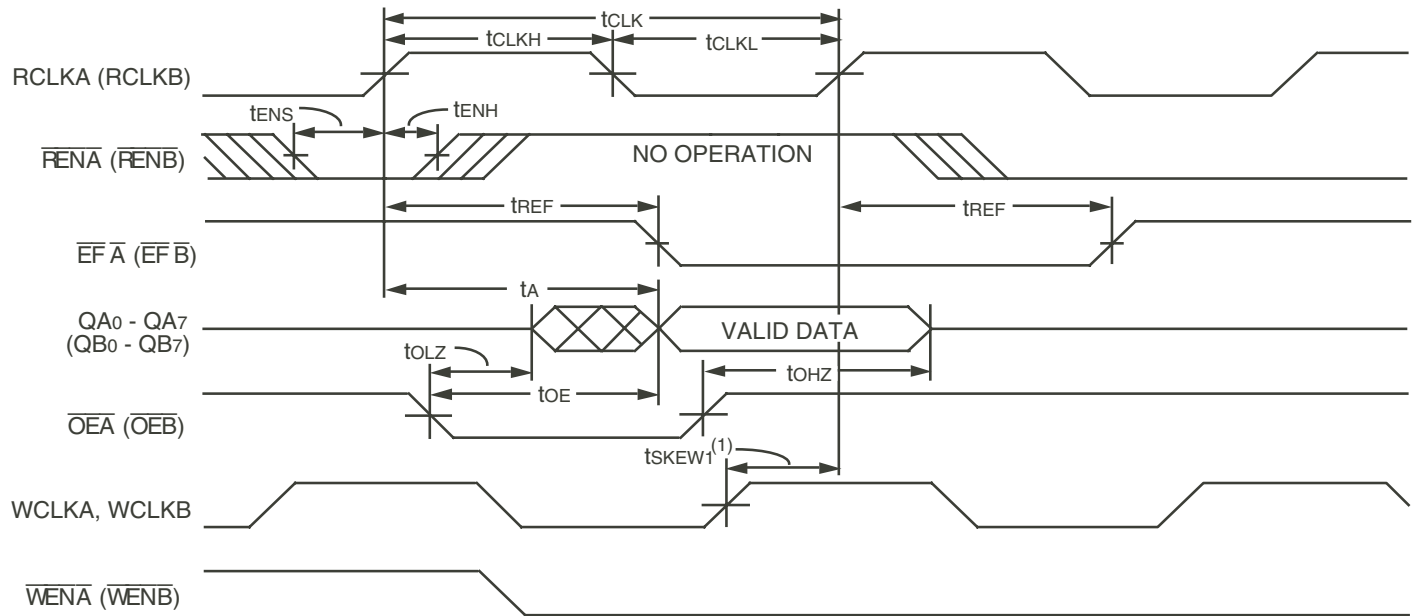 tCLK
tCLKH
tCLKL
RCLKA (RCLKB)
tENS
tENH
RENA (RENB)
NO OPERATION
tREF
tREF
EFA (EFB)
tA
QA0 - QA7
(QB0 - QB7)
VALID DATA
tOLZ
tOHZ
tOE
OEA (OEB)
tSKEW1(1)
WCLKA, WCLKB
WENA (WENB)